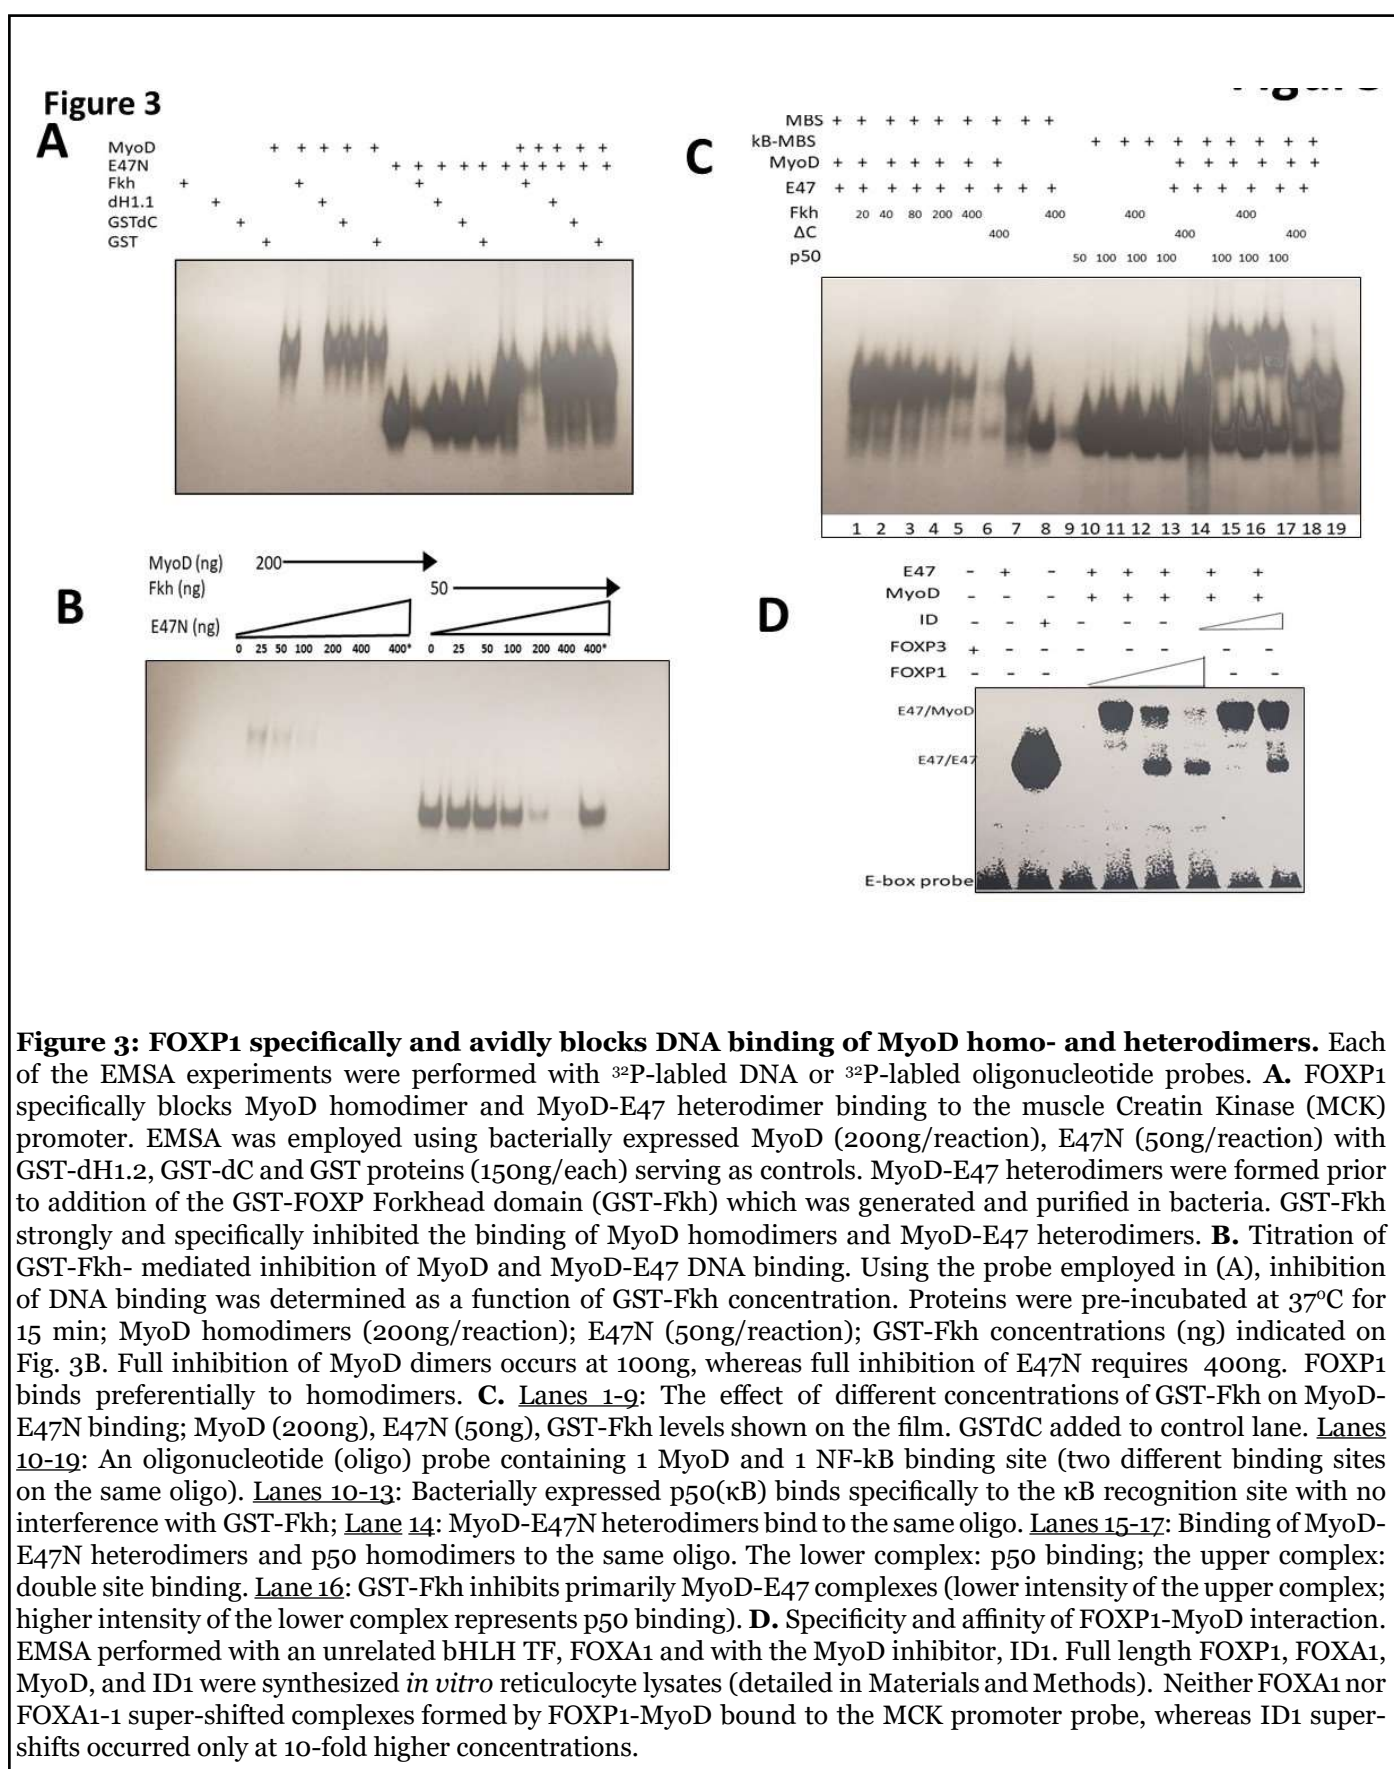 Figure 3
A
MyoD + + + + + + + + + +
E47N + + + + + + + + + +
Fkh + + + +
dH1.1 + + + +
GSTdC + + + +
GST + + + +
C
MBS + + + + + + + + +
kB-MBS + + + + + + + + +
MyoD + + + + + + + + + + + + +
E47 + + + + + + + + + + + + + + +
Fkh 20 40 80 200 400 400 400 400
ΔC 400 400 400
p50 50 100 100 100 100 100 100
1 2 3 4 5 6 7 8 9 10 11 12 13 14 15 16 17 18 19
B
MyoD (ng) 200
Fkh (ng) 50
E47N (ng)
0 25 50 100 200 400 400* 0 25 50 100 200 400 400*
D
E47 - + - + + + + +
MyoD - - - + + + + +
ID - - + - - -
FOXP3 + - - - - - - -
FOXP1 - - - - -
E47/MyoD
E47/E47
E-box probe
Figure 3: FOXP1 specifically and avidly blocks DNA binding of MyoD homo- and heterodimers. Each
of the EMSA experiments were performed with ³²P-labled DNA or ³²P-labled oligonucleotide probes. A. FOXP1
specifically blocks MyoD homodimer and MyoD-E47 heterodimer binding to the muscle Creatin Kinase (MCK)
promoter. EMSA was employed using bacterially expressed MyoD (200ng/reaction), E47N (50ng/reaction) with
GST-dH1.2, GST-dC and GST proteins (150ng/each) serving as controls. MyoD-E47 heterodimers were formed prior
to addition of the GST-FOXP Forkhead domain (GST-Fkh) which was generated and purified in bacteria. GST-Fkh
strongly and specifically inhibited the binding of MyoD homodimers and MyoD-E47 heterodimers. B. Titration of
GST-Fkh- mediated inhibition of MyoD and MyoD-E47 DNA binding. Using the probe employed in (A), inhibition
of DNA binding was determined as a function of GST-Fkh concentration. Proteins were pre-incubated at 37⁰C for
15 min; MyoD homodimers (200ng/reaction); E47N (50ng/reaction); GST-Fkh concentrations (ng) indicated on
Fig. 3B. Full inhibition of MyoD dimers occurs at 100ng, whereas full inhibition of E47N requires 400ng. FOXP1
binds preferentially to homodimers. C. Lanes 1-9: The effect of different concentrations of GST-Fkh on MyoD-
E47N binding; MyoD (200ng), E47N (50ng), GST-Fkh levels shown on the film. GSTdC added to control lane. Lanes
10-19: An oligonucleotide (oligo) probe containing 1 MyoD and 1 NF-kB binding site (two different binding sites
on the same oligo). Lanes 10-13: Bacterially expressed p50(κB) binds specifically to the κB recognition site with no
interference with GST-Fkh; Lane 14: MyoD-E47N heterodimers bind to the same oligo. Lanes 15-17: Binding of MyoD-
E47N heterodimers and p50 homodimers to the same oligo. The lower complex: p50 binding; the upper complex:
double site binding. Lane 16: GST-Fkh inhibits primarily MyoD-E47 complexes (lower intensity of the upper complex;
higher intensity of the lower complex represents p50 binding). D. Specificity and affinity of FOXP1-MyoD interaction.
EMSA performed with an unrelated bHLH TF, FOXA1 and with the MyoD inhibitor, ID1. Full length FOXP1, FOXA1,
MyoD, and ID1 were synthesized in vitro reticulocyte lysates (detailed in Materials and Methods). Neither FOXA1 nor
FOXA1-1 super-shifted complexes formed by FOXP1-MyoD bound to the MCK promoter probe, whereas ID1 super-
shifts occurred only at 10-fold higher concentrations.